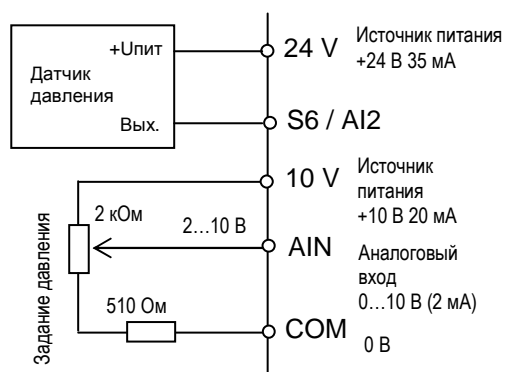 +Uпит
Датчик
давления
Вых.
24 V
Источник питания
+24 В 35 мА
S6 / AI2
10 V
Источник
питания
+10 В 20 мА
2 кОм
2…10 В
AIN
Аналоговый
вход
0…10 В (2 мА)
Задание давления
510 Ом
COM
0 В